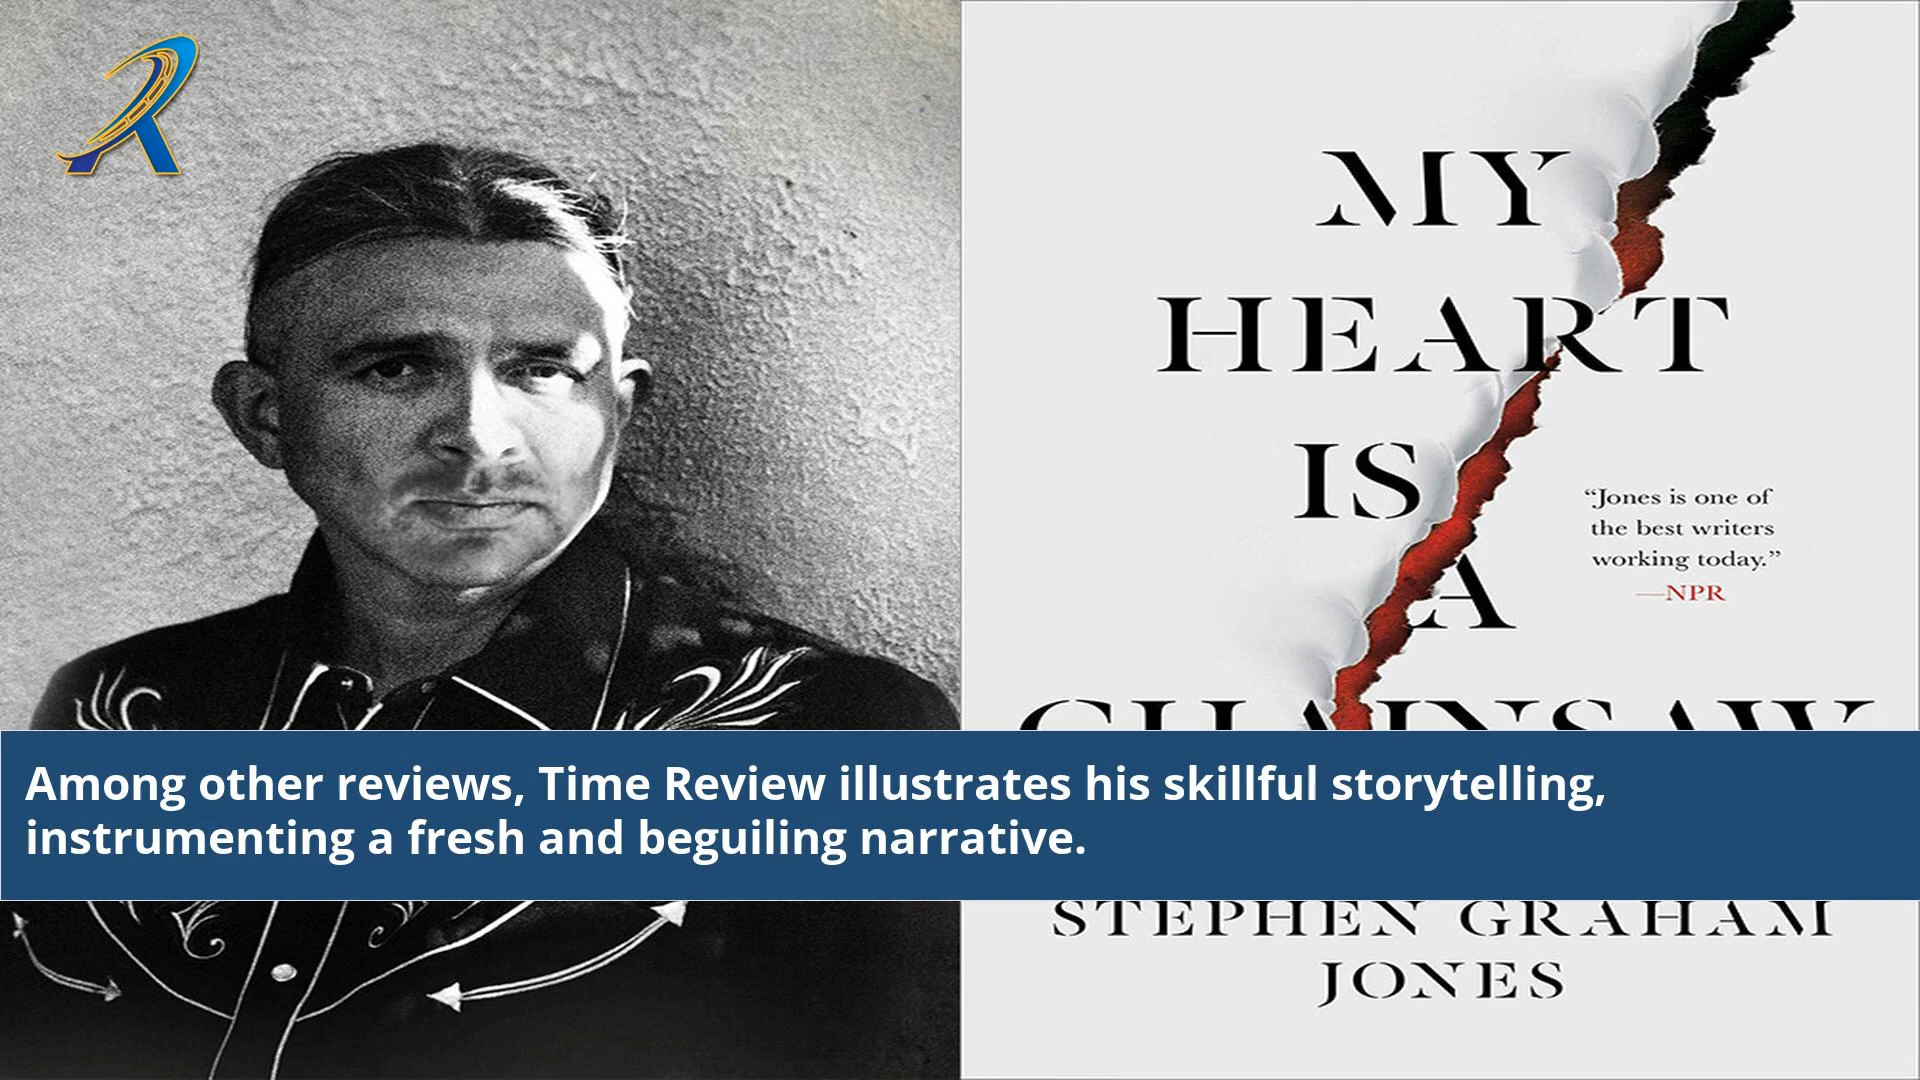 MY
HEART
IS
A
CHAINSAW
“Jones is one of
the best writers
working today.”
—NPR
Among other reviews, Time Review illustrates his skillful storytelling,
instrumenting a fresh and beguiling narrative.
STEPHEN GRAHAM
JONES